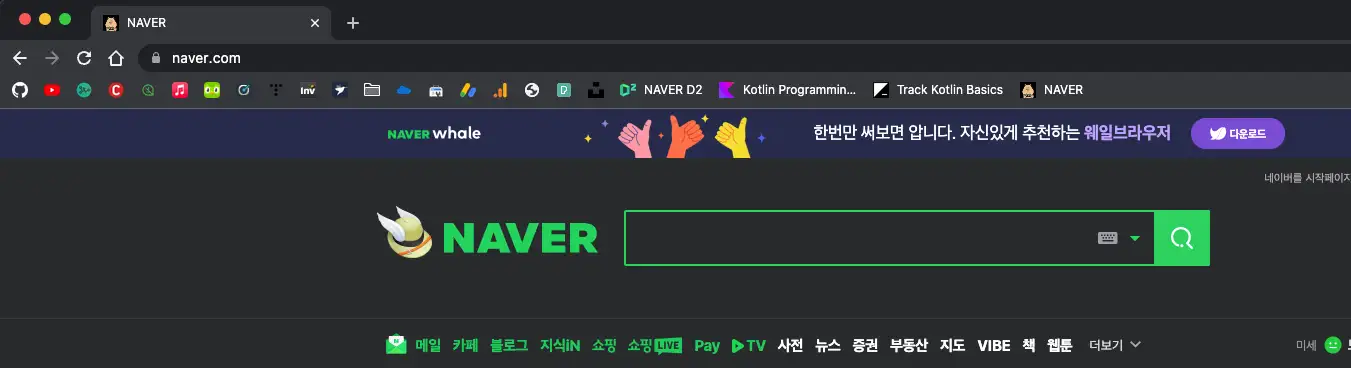 NAVER
naver.com
Inv D2 NAVER D2 Kotlin Programmin... Track Kotlin Basics NAVER
NAVER whale 한번만 써보면 압니다. 자신있게 추천하는 웨일브라우저 다운로드
네이버를 시작페이지
NAVER
메일 카페 블로그 지식iN 쇼핑 쇼핑LIVE Pay TV 사전 뉴스 증권 부동산 지도 VIBE 책 웹툰 더보기 미세